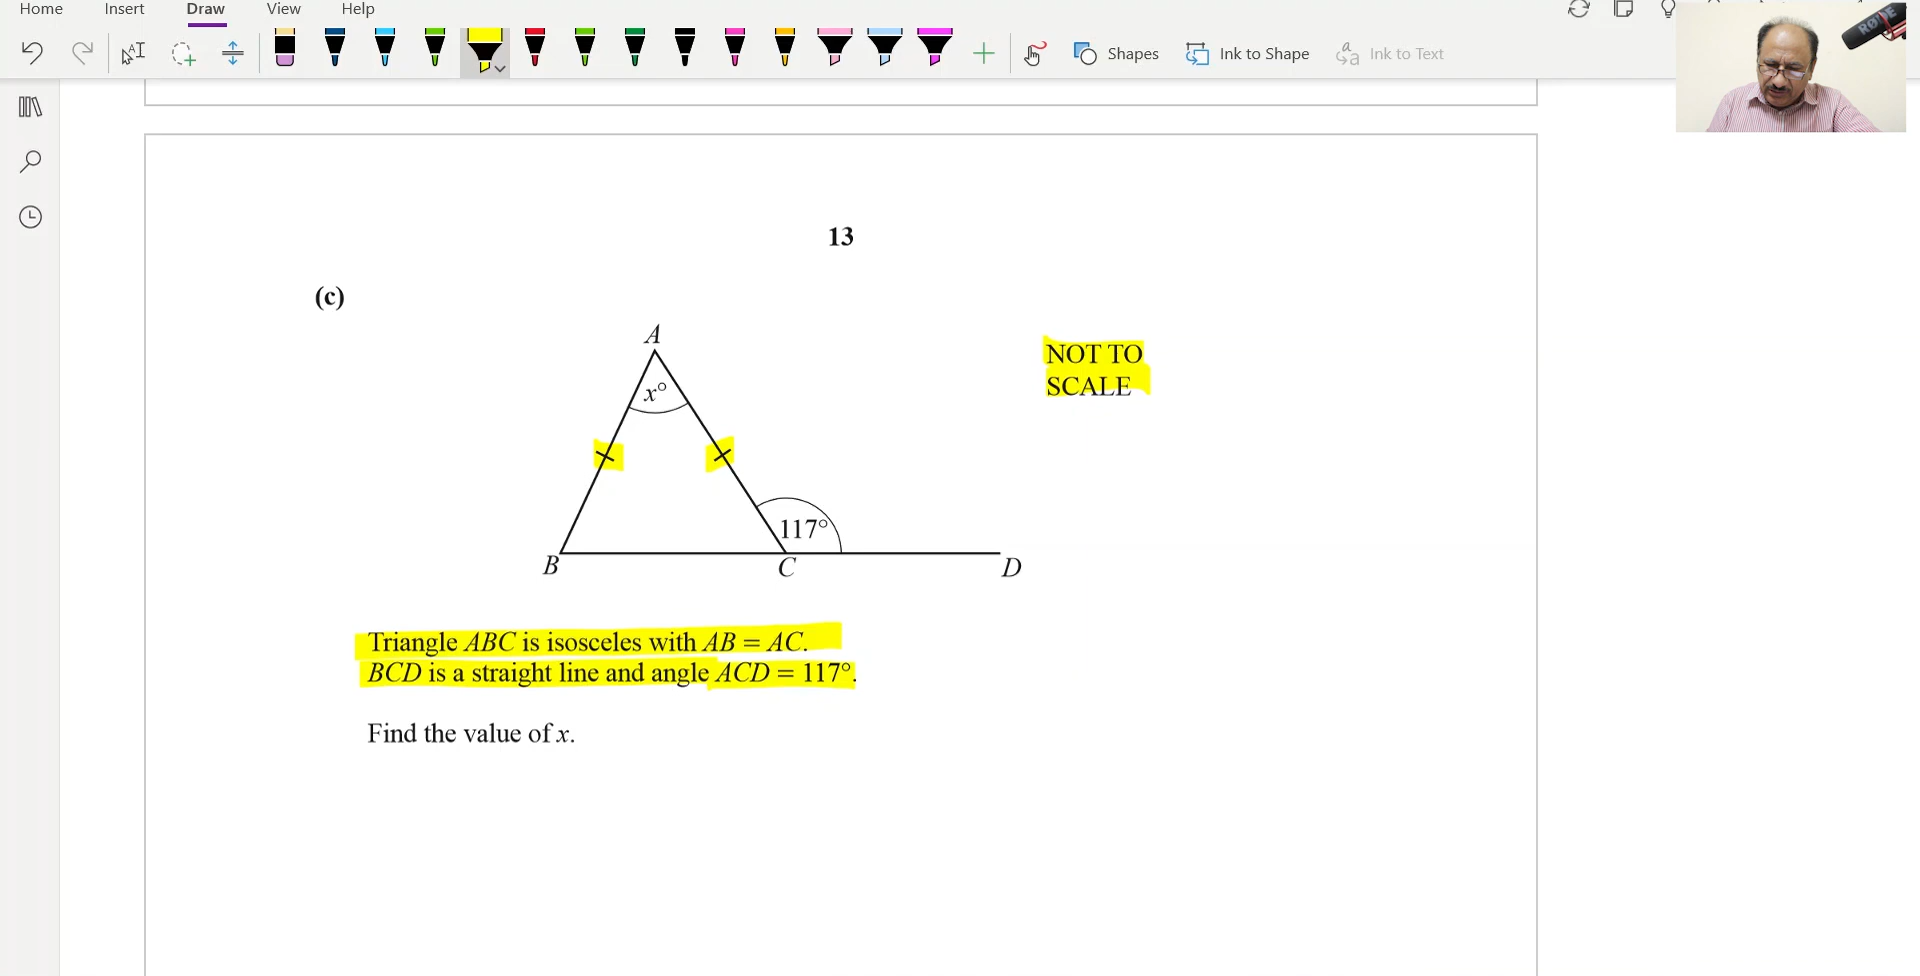 Home Insert Draw View Help
Shapes Ink to Shape Ink to Text
RØDE
13
(c)
A
x°
NOT TO
SCALE
117°
B C D
Triangle ABC is isosceles with AB = AC.
BCD is a straight line and angle ACD = 117°.
Find the value of x.